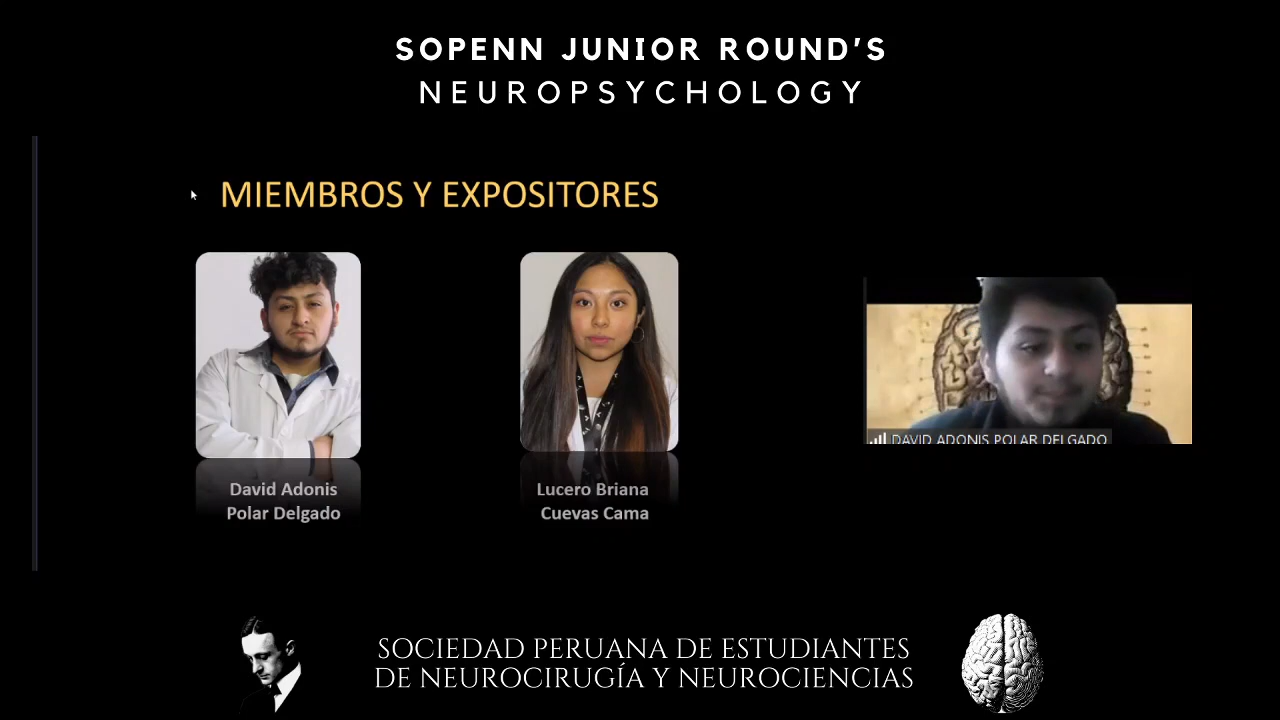 SOPENN JUNIOR ROUND'S
NEUROPSYCHOLOGY
MIEMBROS Y EXPOSITORES
David Adonis
Polar Delgado
Lucero Briana
Cuevas Cama
DAVID ADONIS POLAR DELGADO
SOCIEDAD PERUANA DE ESTUDIANTES
DE NEUROCIRUGÍA Y NEUROCIENCIAS